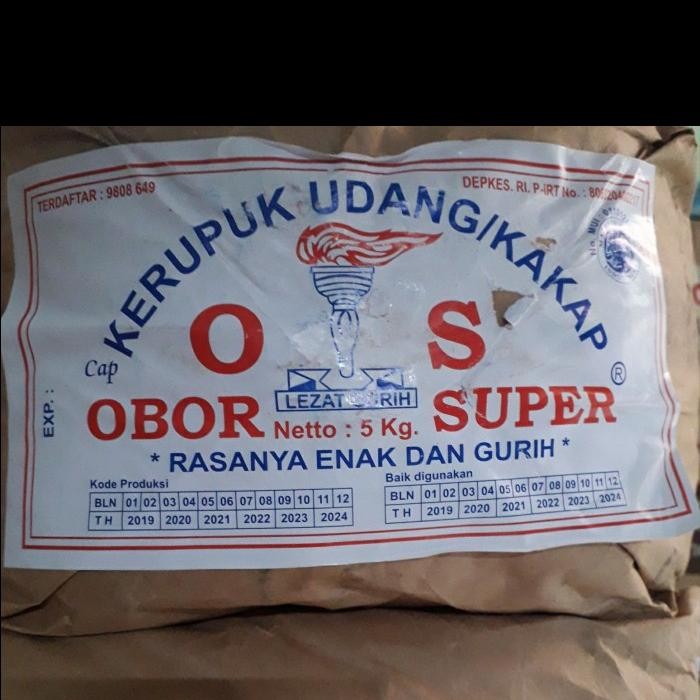 TERDAFTAR : 9808 649
DEPKES. RI. P-IRT No. :
KERUPUK UDANG/KAKAP
No. MUI :
O S
Cap
LEZAT GURIH
®
OBOR SUPER
Netto : 5 Kg.
EXP. :
* RASANYA ENAK DAN GURIH *
Kode Produksi
BLN 01 02 03 04 05 06 07 08 09 10 11 12
TH 2019 2020 2021 2022 2023 2024
Baik digunakan
BLN 01 02 03 04 05 06 07 08 09 10 11 12
TH 2019 2020 2021 2022 2023 2024